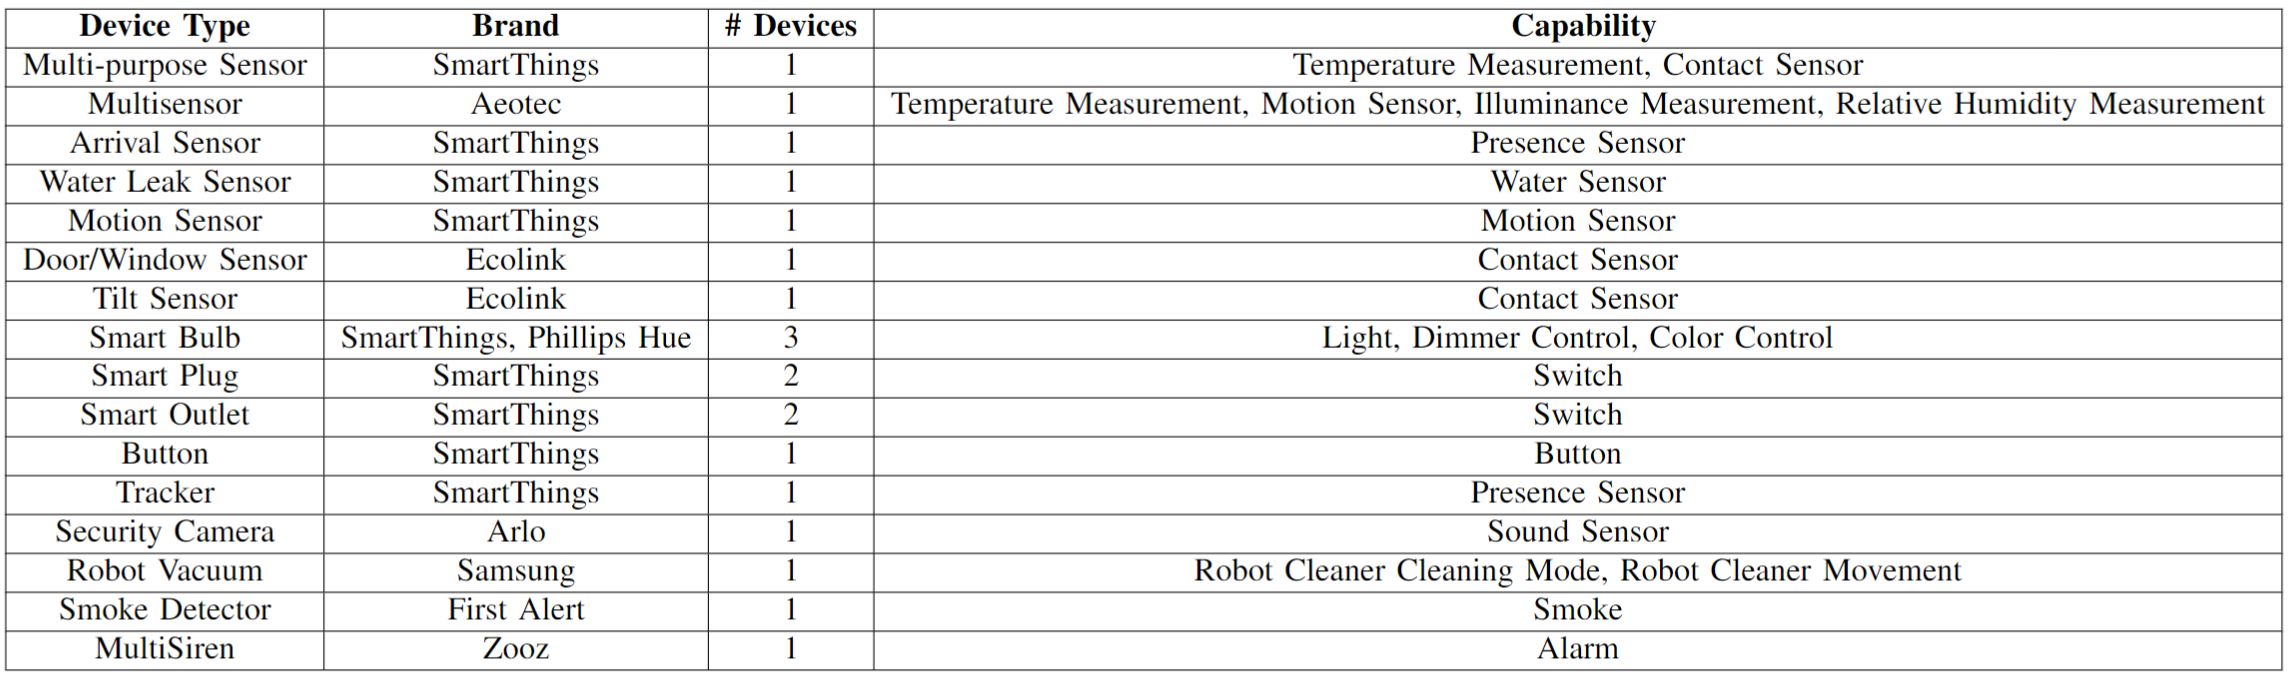 Device Type Brand # Devices Capability
Multi-purpose Sensor SmartThings 1 Temperature Measurement, Contact Sensor
Multisensor Aeotec 1 Temperature Measurement, Motion Sensor, Illuminance Measurement, Relative Humidity Measurement
Arrival Sensor SmartThings 1 Presence Sensor
Water Leak Sensor SmartThings 1 Water Sensor
Motion Sensor SmartThings 1 Motion Sensor
Door/Window Sensor Ecolink 1 Contact Sensor
Tilt Sensor Ecolink 1 Contact Sensor
Smart Bulb SmartThings, Phillips Hue 3 Light, Dimmer Control, Color Control
Smart Plug SmartThings 2 Switch
Smart Outlet SmartThings 2 Switch
Button SmartThings 1 Button
Tracker SmartThings 1 Presence Sensor
Security Camera Arlo 1 Sound Sensor
Robot Vacuum Samsung 1 Robot Cleaner Cleaning Mode, Robot Cleaner Movement
Smoke Detector First Alert 1 Smoke
MultiSiren Zooz 1 Alarm